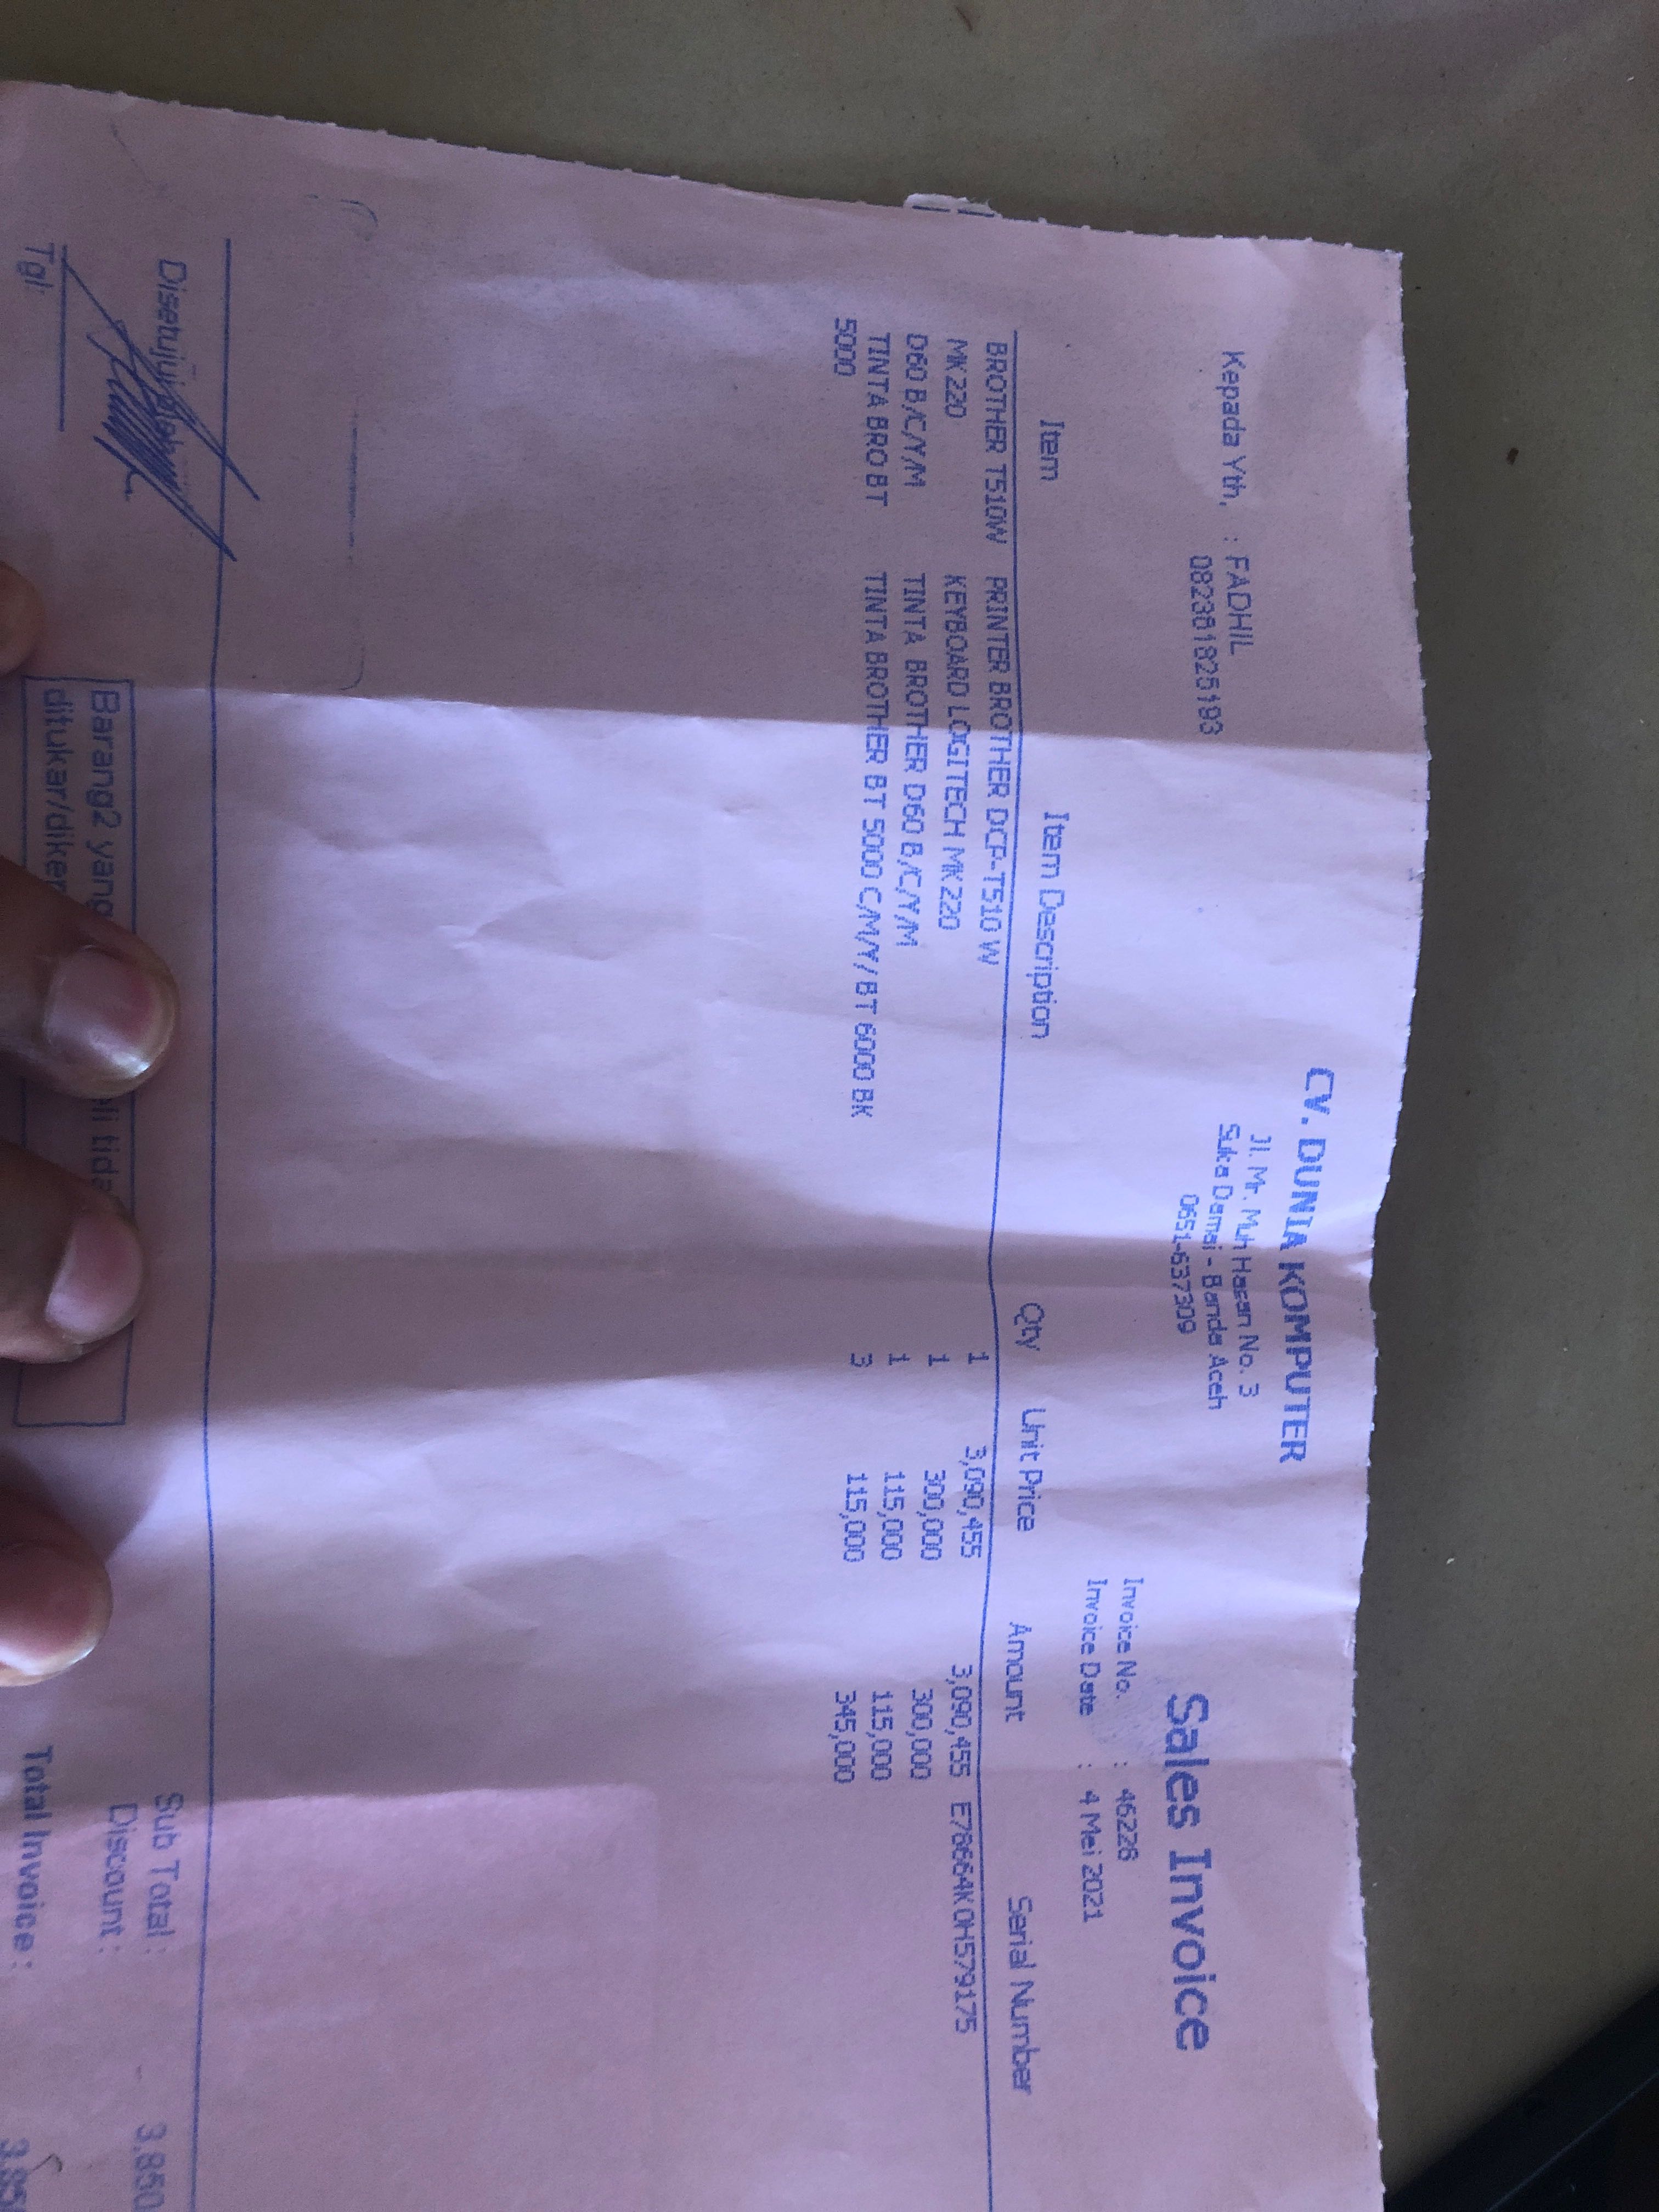 CV. DUNIA KOMPUTER
Jl. Mr. Muh Hasan No. 3
Suka Damai - Banda Aceh
0651-637309
Sales Invoice
Kepada Yth, : FADHIL
082381825193
Invoice No. : 46228
Invoice Date : 4 Mei 2021
Item Item Description Qty Unit Price Amount Serial Number
BROTHER T510W PRINTER BROTHER DCP-T510 W 1 3,090,455 3,090,455 E78664K0H579175
MK 220 KEYBOARD LOGITECH MK 220 1 300,000 300,000
D60 B/C/Y/M TINTA BROTHER D60 B/C/Y/M 1 115,000 115,000
TINTA BRO BT TINTA BROTHER BT 5000 C/M/Y/BT 6000 BK 3 115,000 345,000
5000
Disetujui
Tgl:
Barang2 yang
Sub Total : 3,850
Discount :
Total Invoice :